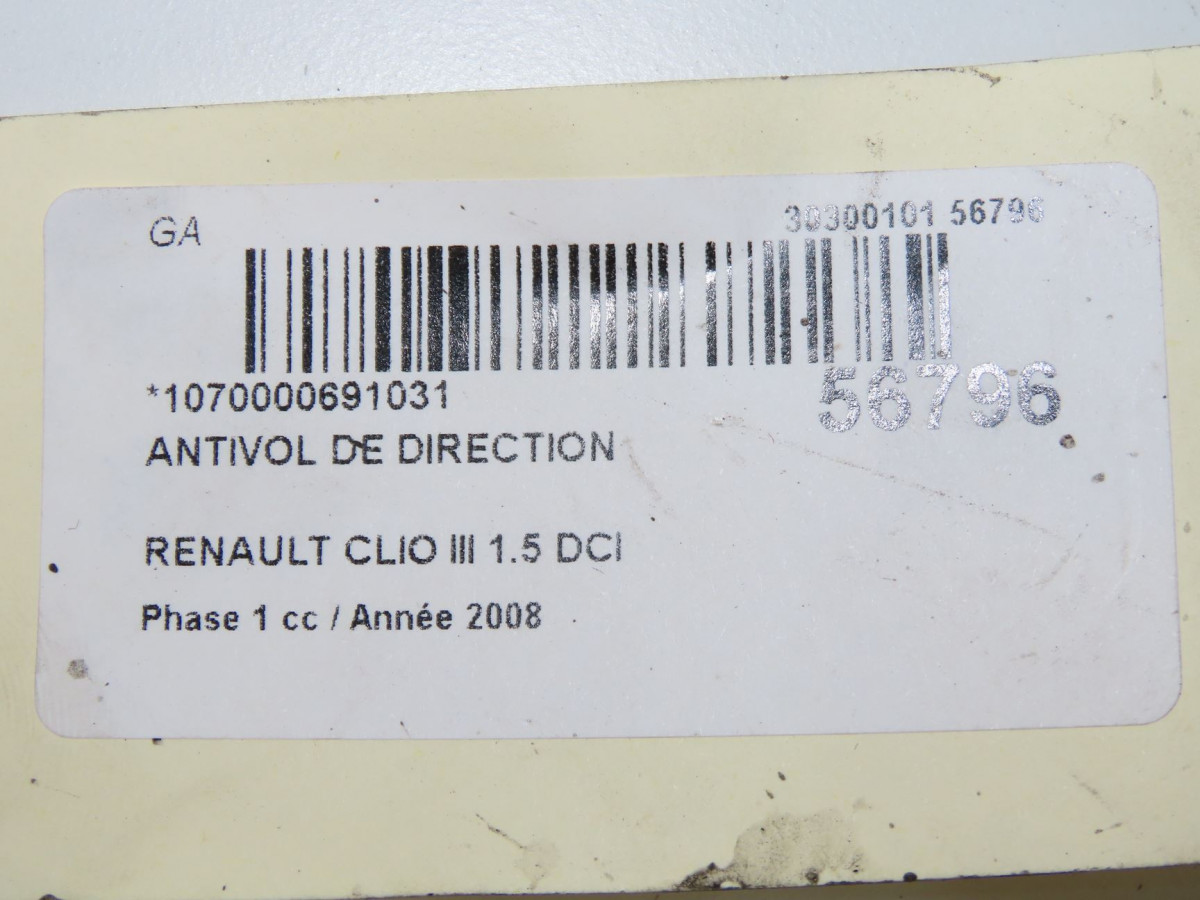 GA
30300101 56796
*1070000691031
56796
ANTIVOL DE DIRECTION
RENAULT CLIO III 1.5 DCI
Phase 1 cc / Année 2008